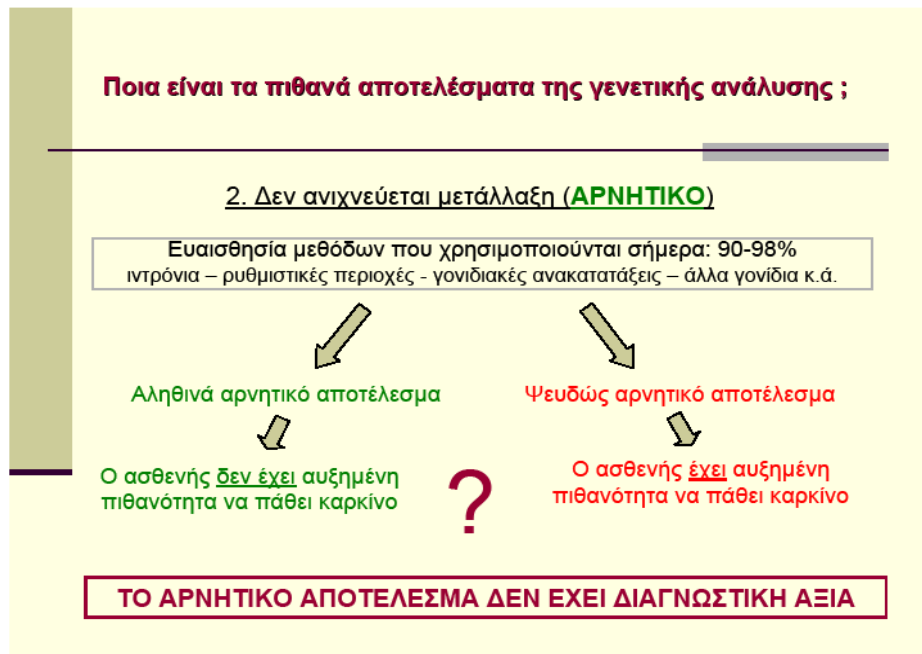 Ποια είναι τα πιθανά αποτελέσματα της γενετικής ανάλυσης ;
2. Δεν ανιχνεύεται μετάλλαξη (ΑΡΝΗΤΙΚΟ)
Ευαισθησία μεθόδων που χρησιμοποιούνται σήμερα: 90-98%
ιντρόνια – ρυθμιστικές περιοχές - γονιδιακές ανακατατάξεις – άλλα γονίδια κ.ά.
Αληθινά αρνητικό αποτέλεσμα
Ψευδώς αρνητικό αποτέλεσμα
Ο ασθενής δεν έχει αυξημένη
πιθανότητα να πάθει καρκίνο
?
Ο ασθενής έχει αυξημένη
πιθανότητα να πάθει καρκίνο
ΤΟ ΑΡΝΗΤΙΚΟ ΑΠΟΤΕΛΕΣΜΑ ΔΕΝ ΕΧΕΙ ΔΙΑΓΝΩΣΤΙΚΗ ΑΞΙΑ